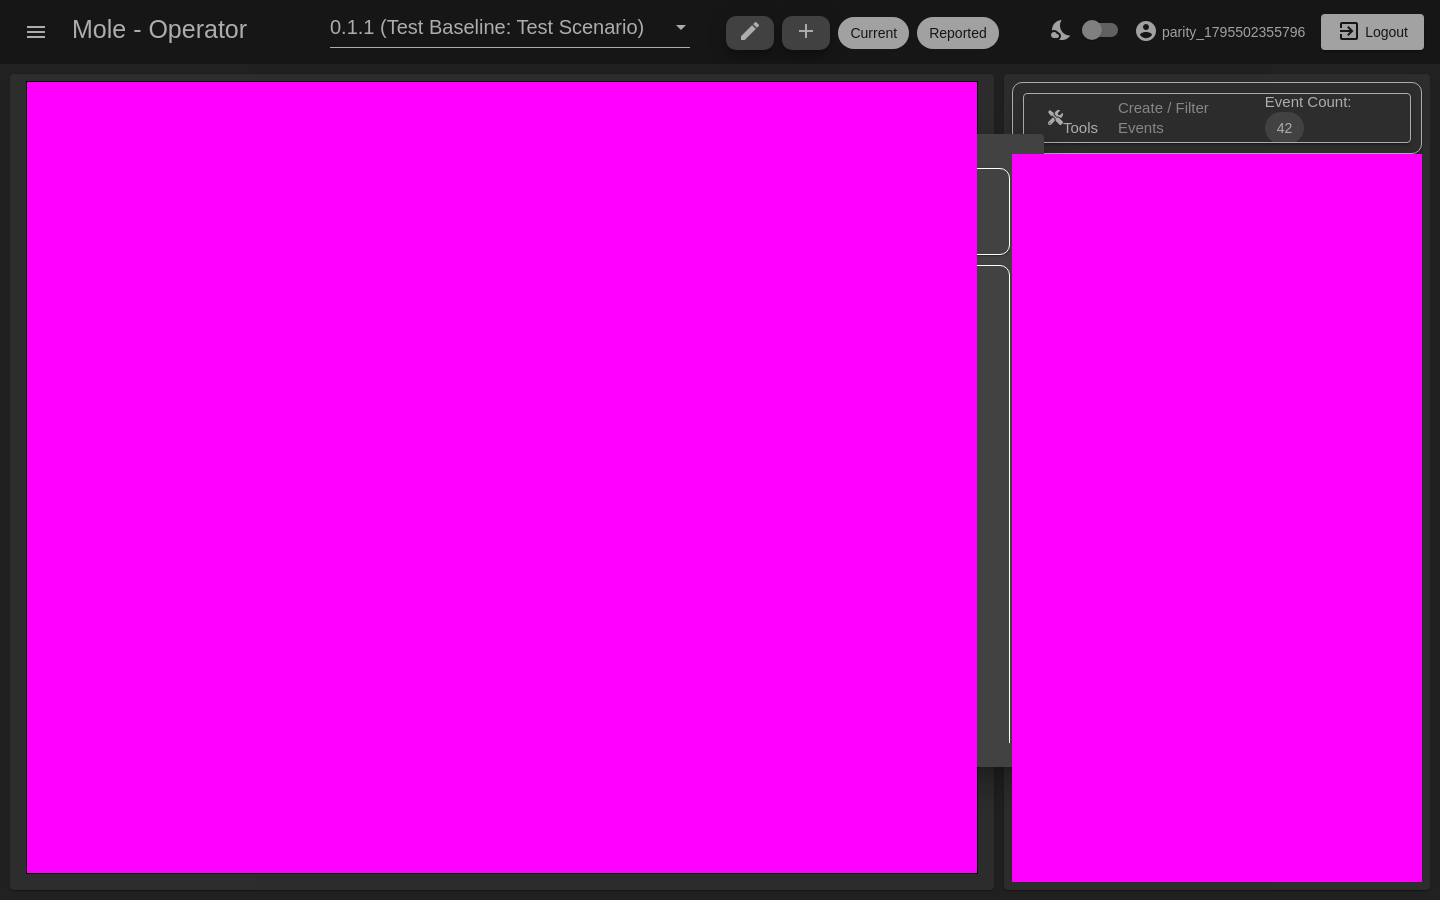 Mole - Operator
0.1.1 (Test Baseline: Test Scenario)
Current
Reported
parity_1795502355796
Logout
Tools
Create / Filter
Events
Event Count:
42